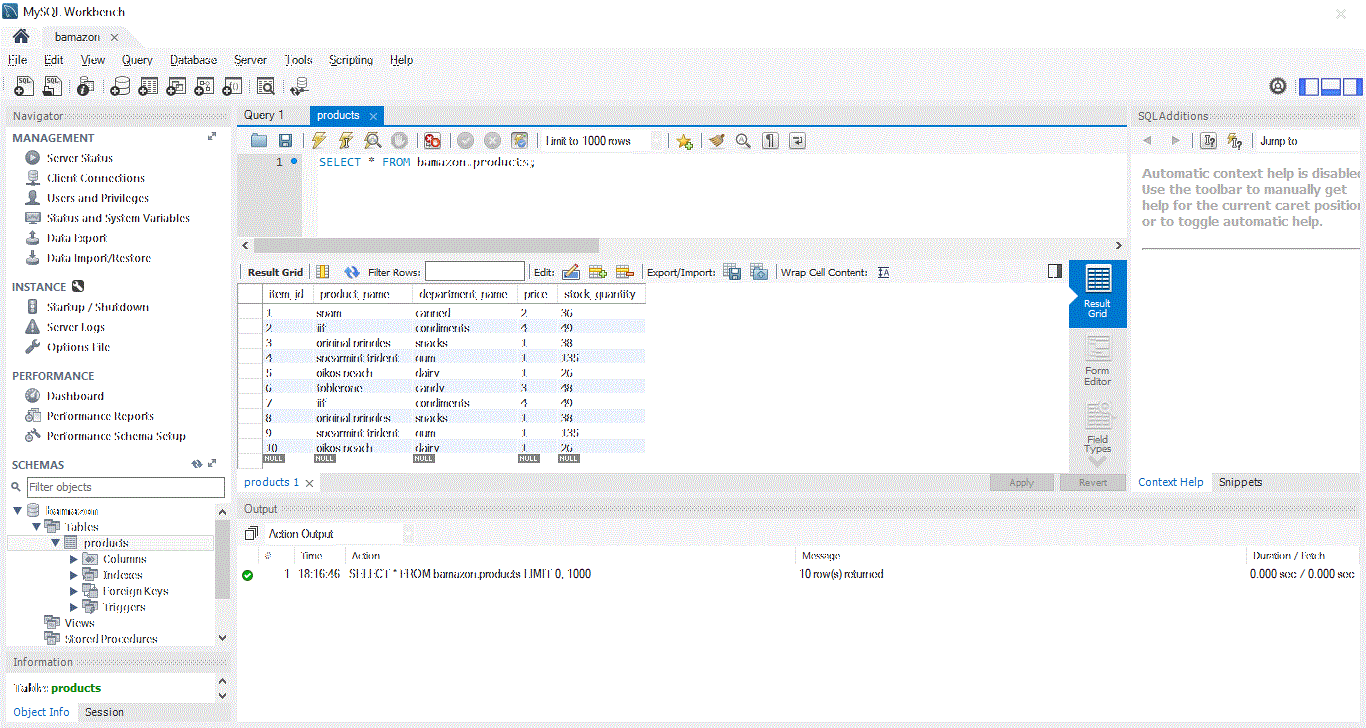 MySQL Workbench
bamazon
File Edit View Query Database Server Tools Scripting Help
Navigator
MANAGEMENT
Server Status
Client Connections
Users and Privileges
Status and System Variables
Data Export
Data Import/Restore
INSTANCE
Startup / Shutdown
Server Logs
Options File
PERFORMANCE
Dashboard
Performance Reports
Performance Schema Setup
SCHEMAS
Filter objects
bamazon
Tables
products
Columns
Indexes
Foreign Keys
Triggers
Views
Stored Procedures
Information
Table: products
Object Info Session
Query 1 products
Limit to 1000 rows
1 SELECT * FROM bamazon.products;
Result Grid Filter Rows: Edit: Export/Import: Wrap Cell Content:
item_id product_name department_name price stock_quantity
1 spam canned 2 36
2 condiments 4 49
3 original pringles snacks 1 38
4 spearmint trident gum 1 135
5 oikos peach dairy 1 26
6 toblerone candy 3 48
7 condiments 4 49
8 original pringles snacks 1 38
9 spearmint trident gum 1 135
10 oikos peach dairy 1 26
NULL NULL NULL NULL NULL
Result Grid
Form Editor
Field Types
products 1
Apply Revert
Output
Action Output
# Time Action Message Duration / Fetch
1 18:16:46 SELECT * FROM bamazon.products LIMIT 0, 1000 10 row(s) returned 0.000 sec / 0.000 sec
SQLAdditions
Jump to
Automatic context help is disabled
Use the toolbar to manually get
help for the current caret position
or to toggle automatic help.
Context Help Snippets